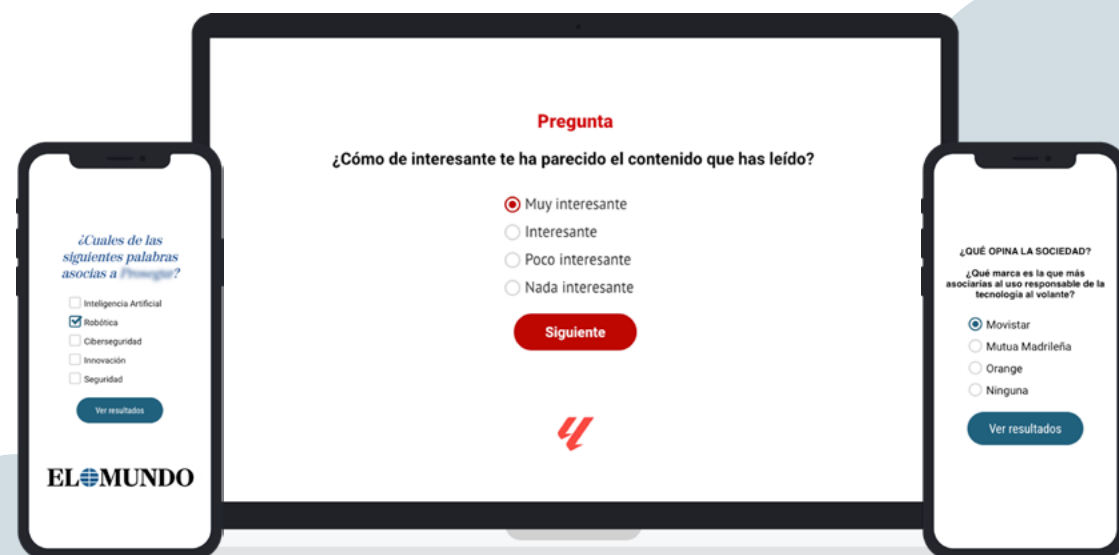 ¿Cuales de las
siguientes palabras
asocias a ?
Inteligencia Artificial
Robótica
Ciberseguridad
Innovación
Seguridad
Ver resultados
EL MUNDO
Pregunta
¿Cómo de interesante te ha parecido el contenido que has leído?
Muy interesante
Interesante
Poco interesante
Nada interesante
Siguiente
¿QUÉ OPINA LA SOCIEDAD?
¿Qué marca es la que más
asociarías al uso responsable de la
tecnología al volante?
Movistar
Mutua Madrileña
Orange
Ninguna
Ver resultados